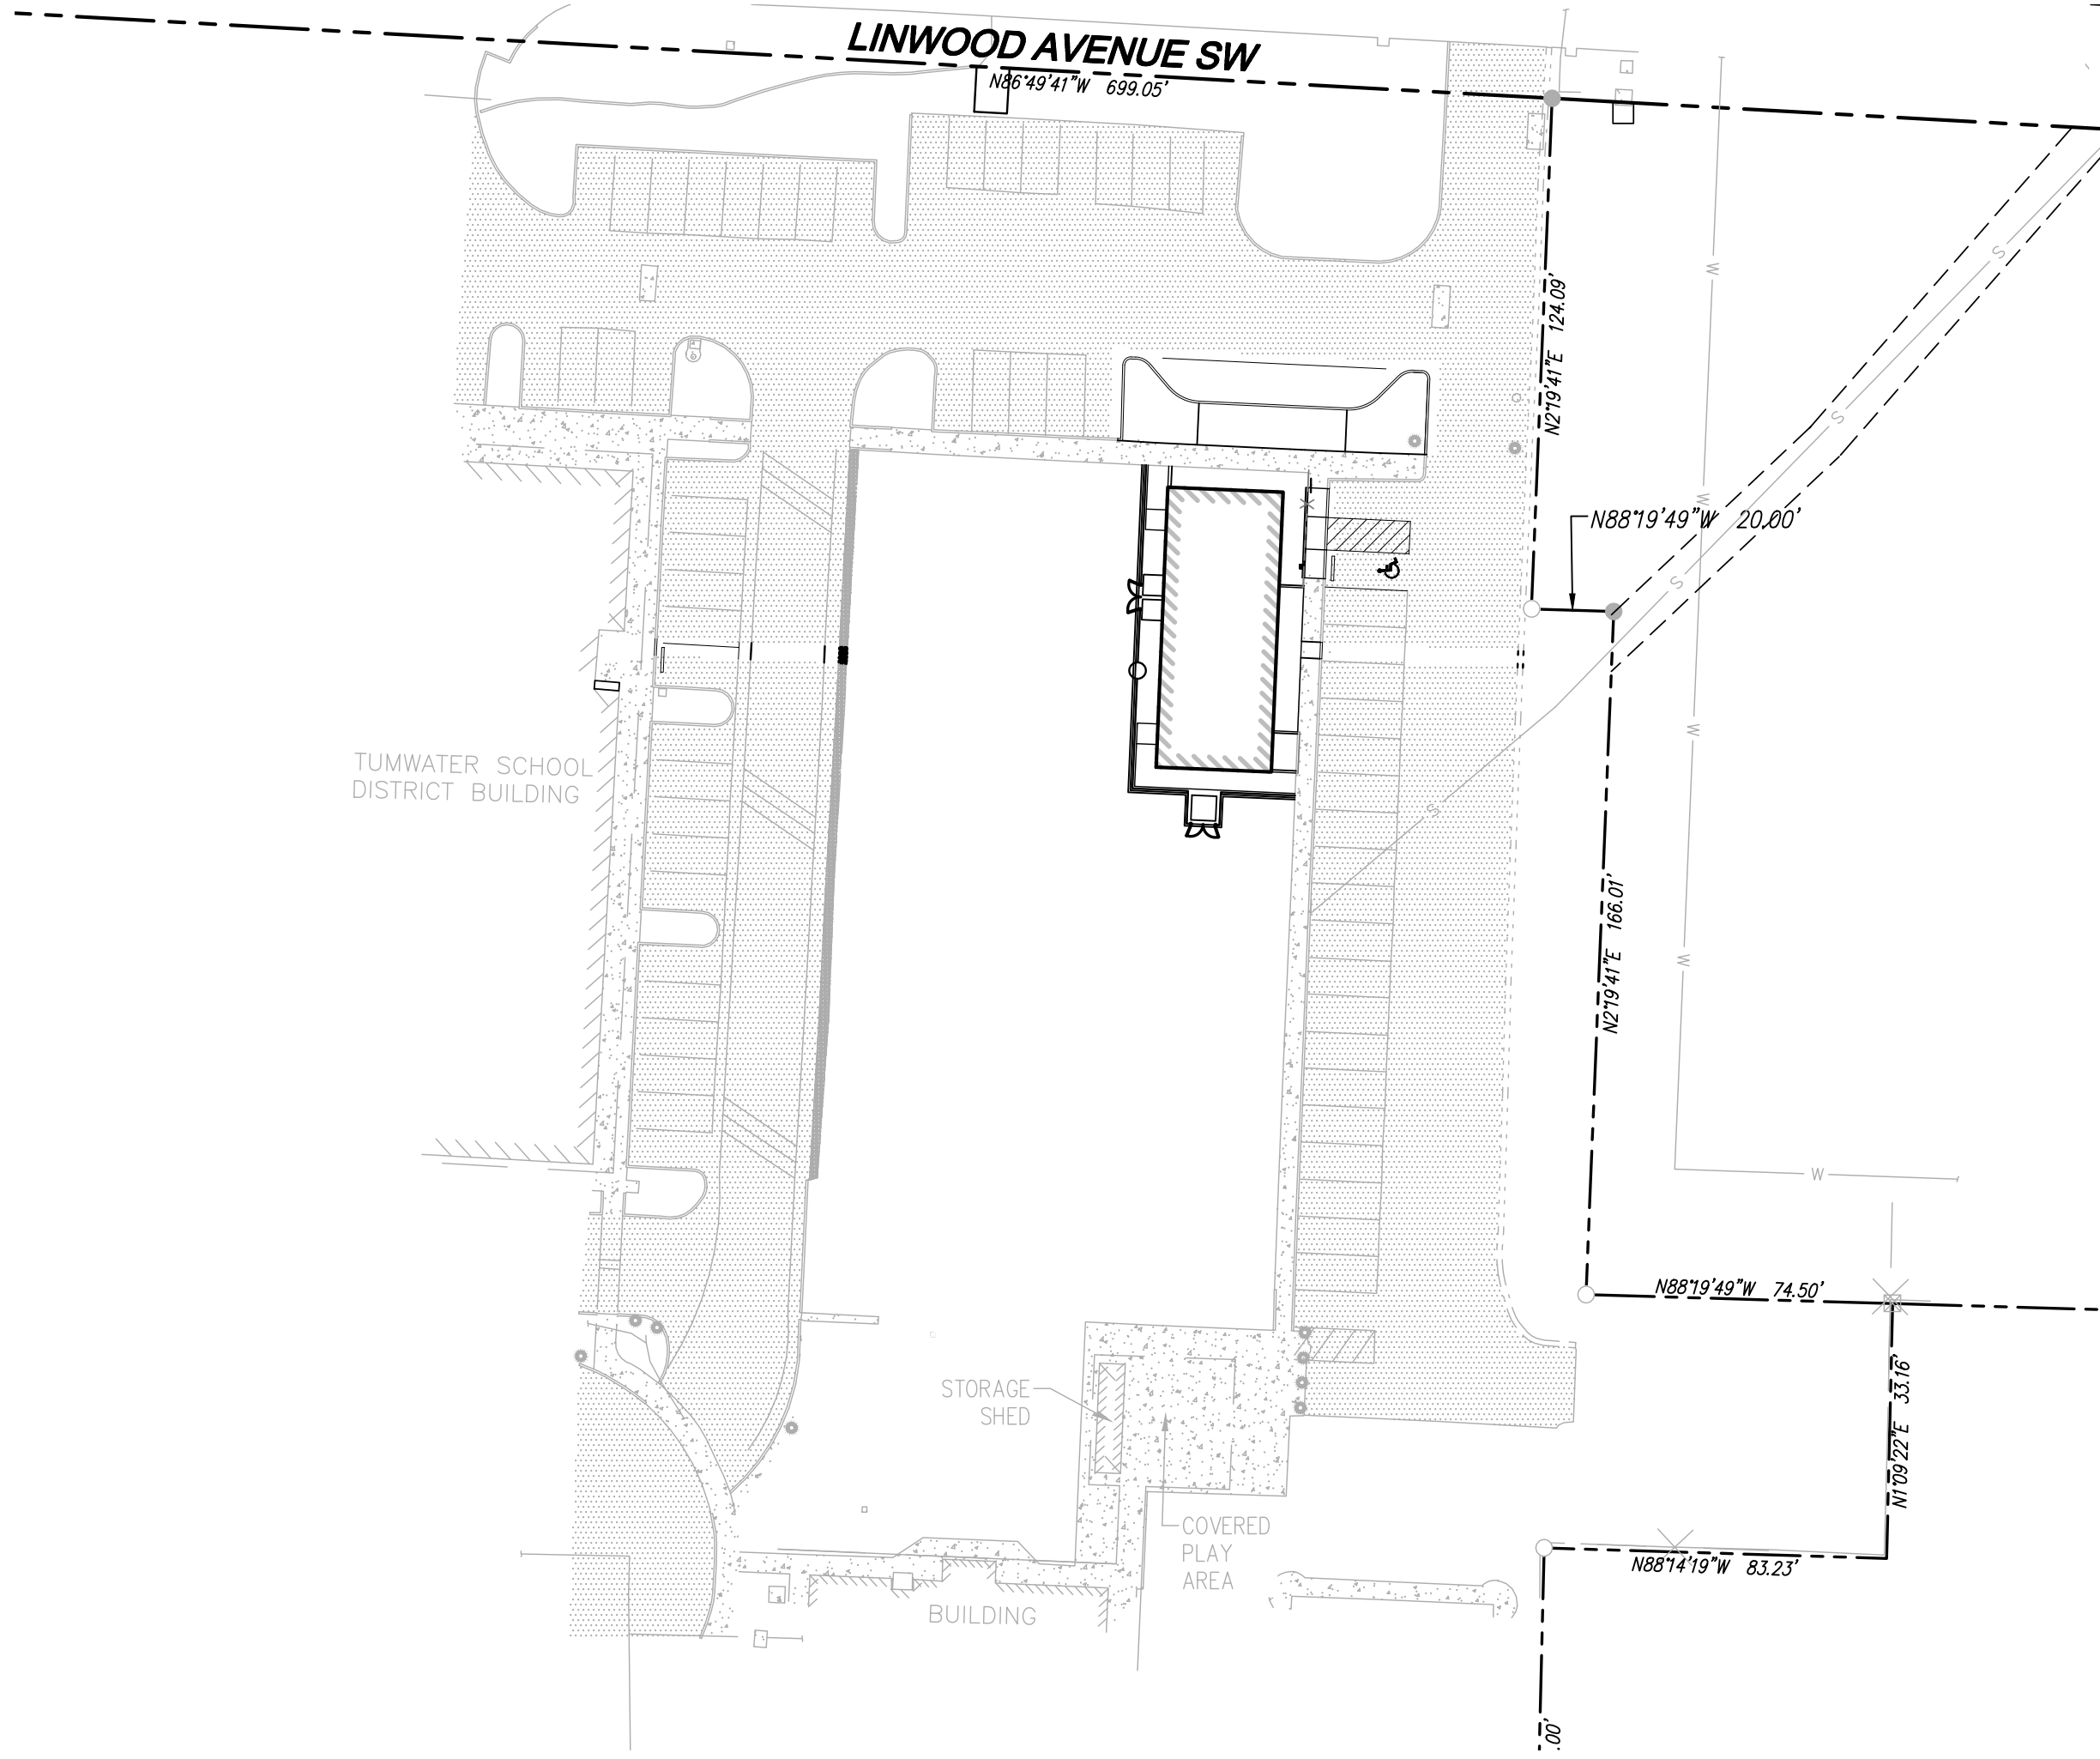 LINWOOD AVENUE SW
N86°49'41"W 699.05'
W
S
N2°19'41"E 124.09'
S
W
N88°19'49"W 20.00'
S
W
TUMWATER SCHOOL
DISTRICT BUILDING
S
N2°19'41"E 166.01'
W
W
N88°19'49"W 74.50'
N1°09'22"E 33.16'
STORAGE
SHED
COVERED
PLAY
AREA
N88°14'19"W 83.23'
BUILDING
.00'